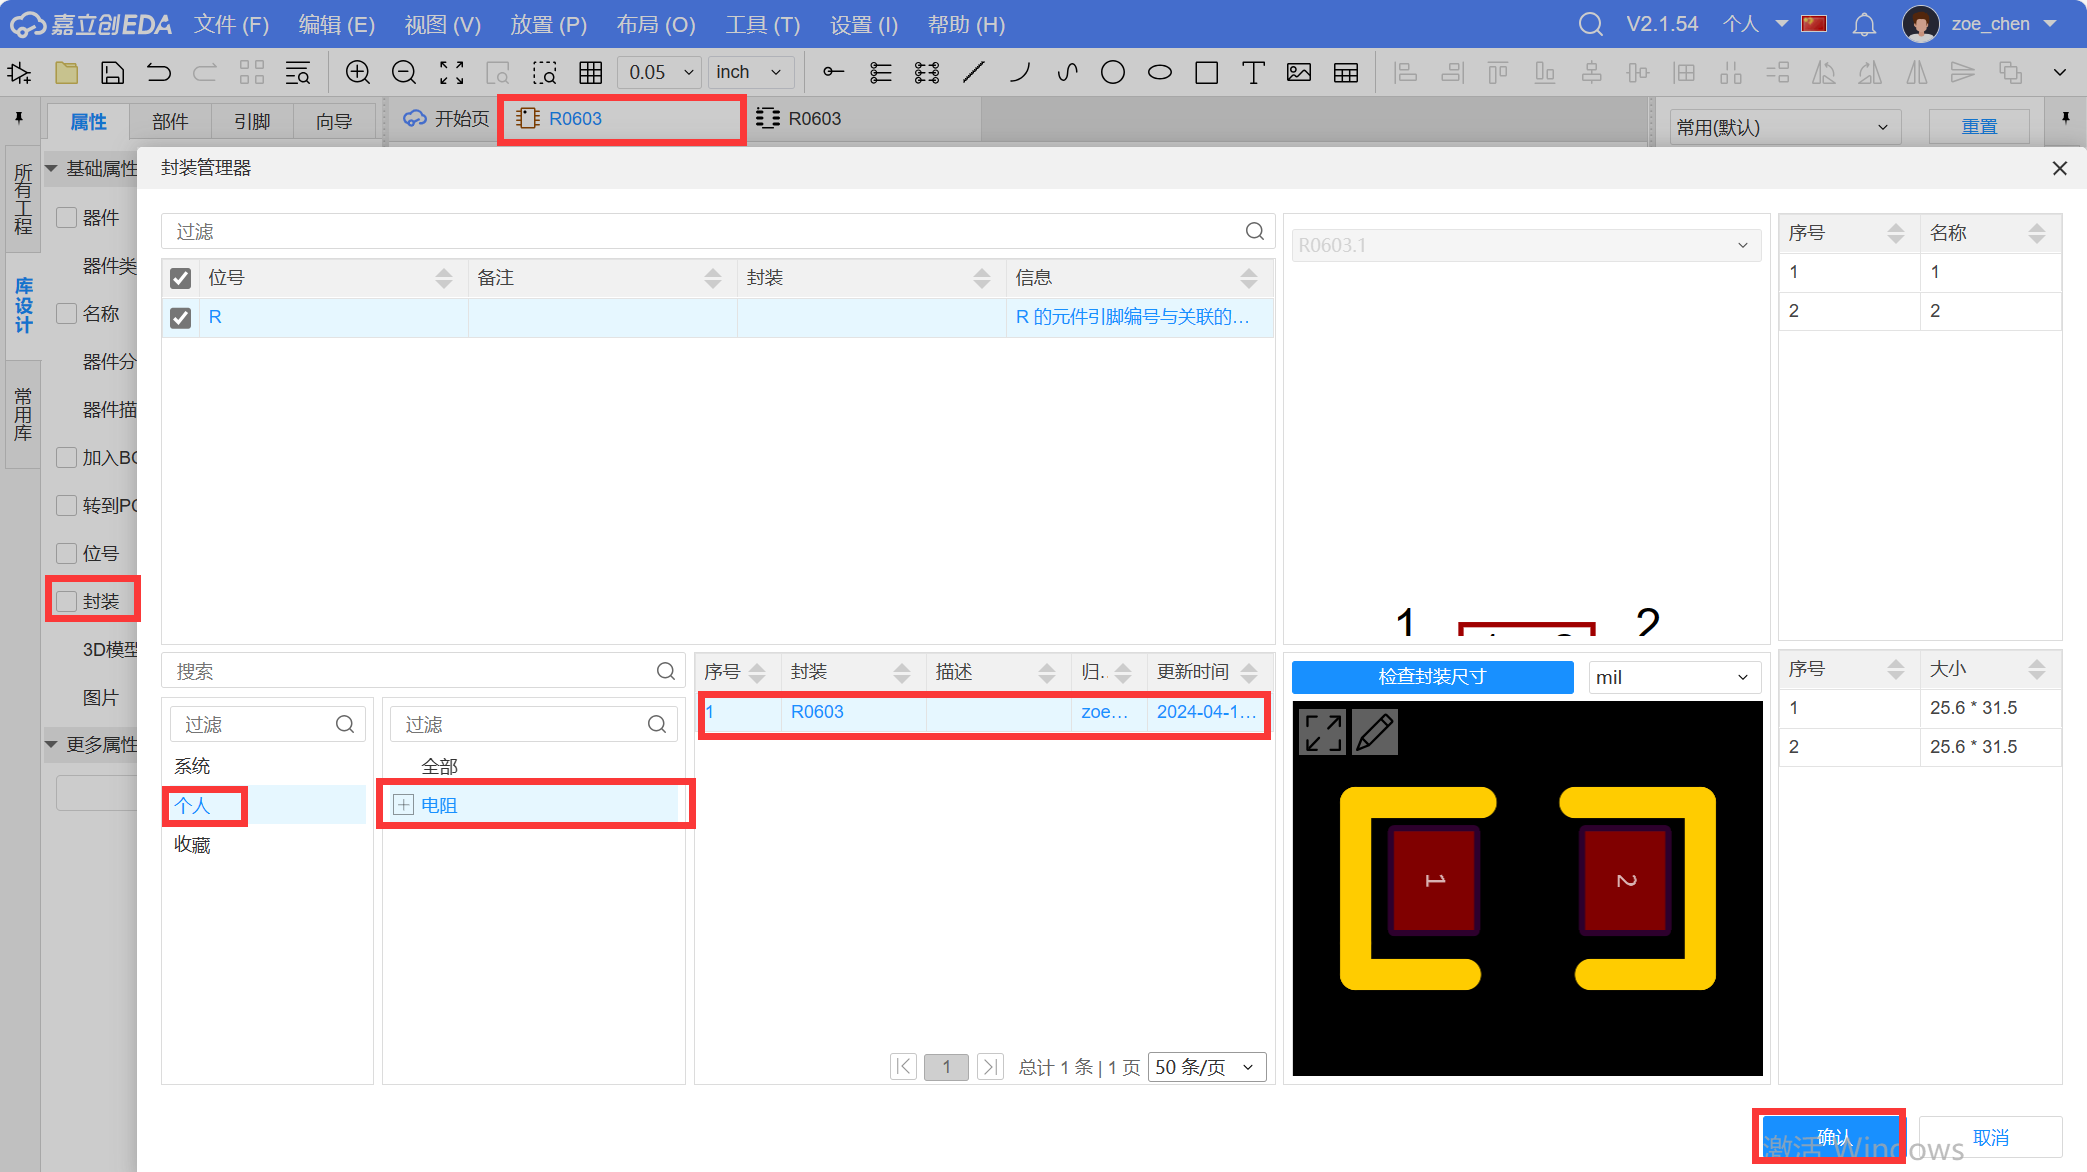 嘉立创EDA 文件 (F) 编辑 (E) 视图 (V) 放置 (P) 布局 (O) 工具 (T) 设置 (I) 帮助 (H) V2.1.54 个人 zoe_chen
0.05 inch
属性 部件 引脚 向导 开始页 R0603 R0603 常用(默认) 重置
所有工程
库设计
常用库
基础属性
器件
器件类
名称
器件分
器件描
加入BO
转到PC
位号
封装
3D模型
图片
更多属性
封装管理器
过滤
位号 备注 封装 信息
R R 的元件引脚编号与关联的...
R0603.1
1 2
序号 名称
1 1
2 2
搜索
过滤
系统
个人
收藏
过滤
全部
电阻
序号 封装 描述 归... 更新时间
1 R0603 zoe... 2024-04-1...
1 总计 1 条 | 1 页 50 条/页
检查封装尺寸 mil
1 2
序号 大小
1 25.6 * 31.5
2 25.6 * 31.5
确认 取消
激活 Windows